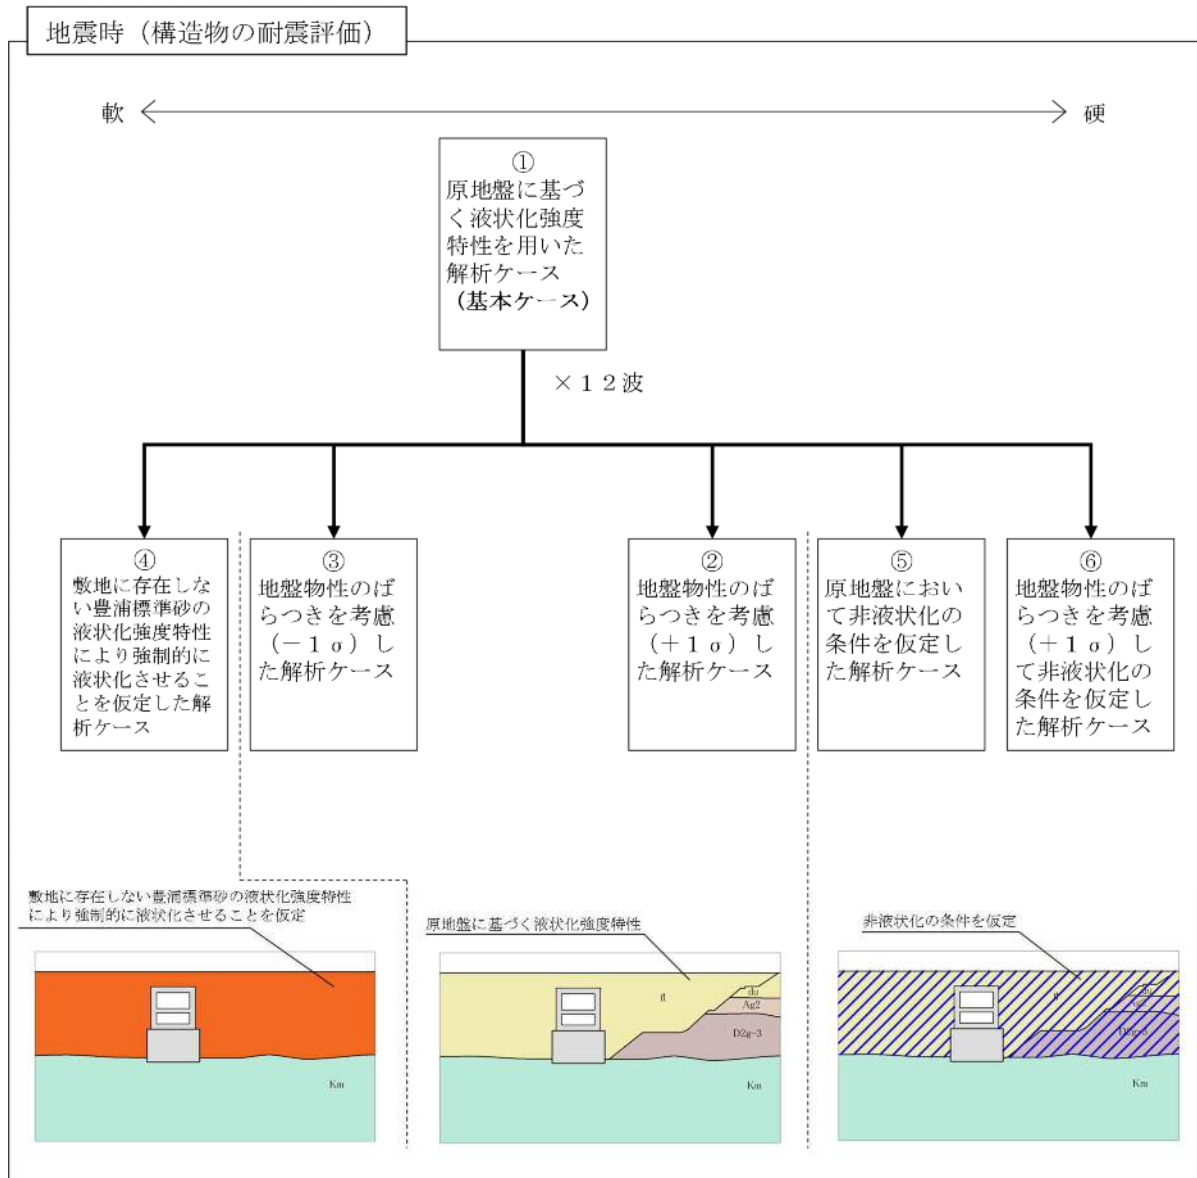 地震時（構造物の耐震評価）
軟
硬
①
原地盤に基づ
く液状化強度
特性を用いた
解析ケース
（基本ケース）
×１２波
④
敷地に存在しな
い豊浦標準砂の
液状化強度特性
により強制的に
液状化させるこ
とを仮定した解
析ケース
③
地盤物性のば
らつきを考慮
（－１σ）し
た解析ケース
②
地盤物性のば
らつきを考慮
（＋１σ）し
た解析ケース
⑤
原地盤におい
て非液状化の
条件を仮定し
た解析ケース
⑥
地盤物性のば
らつきを考慮
（＋１σ）し
て非液状化の
条件を仮定し
た解析ケース
敷地に存在しない豊浦標準砂の液状化強度特性
により強制的に液状化させることを仮定
Km
原地盤に基づく液状化強度特性
du
Ag2
D2g-3
Km
非液状化の条件を仮定
du
D2g-3
Km